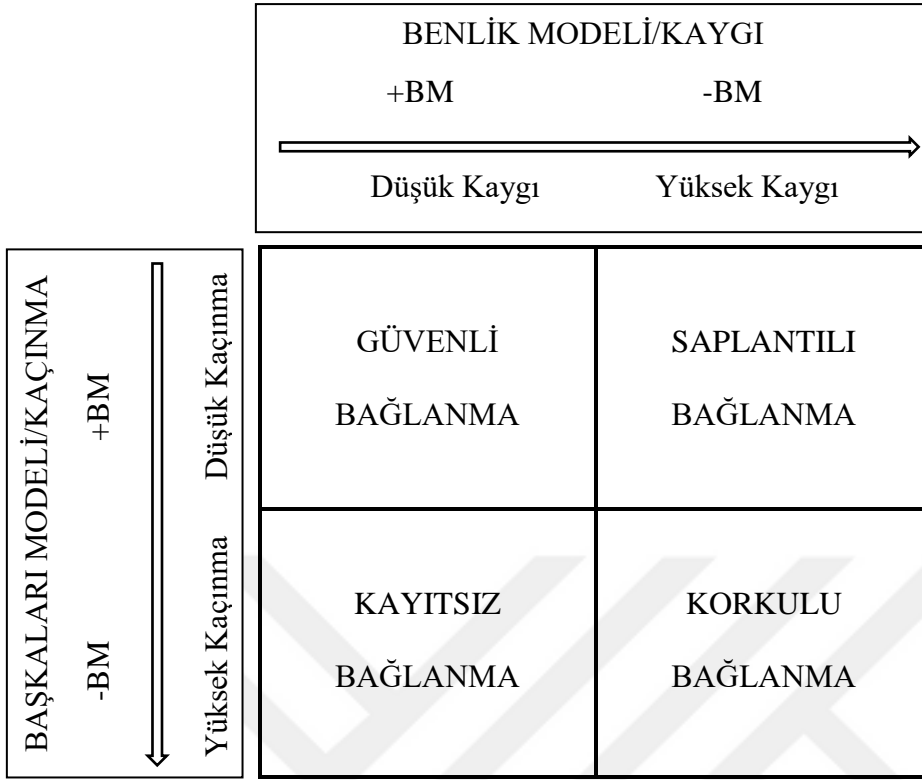 BENLİK MODELİ/KAYGI
+BM -BM
Düşük Kaygı Yüksek Kaygı
BAŞKALARI MODELİ/KAÇINMA
+BM -BM
Düşük Kaçınma Yüksek Kaçınma
GÜVENLİ
BAĞLANMA
SAPLANTILI
BAĞLANMA
KAYITSIZ
BAĞLANMA
KORKULU
BAĞLANMA